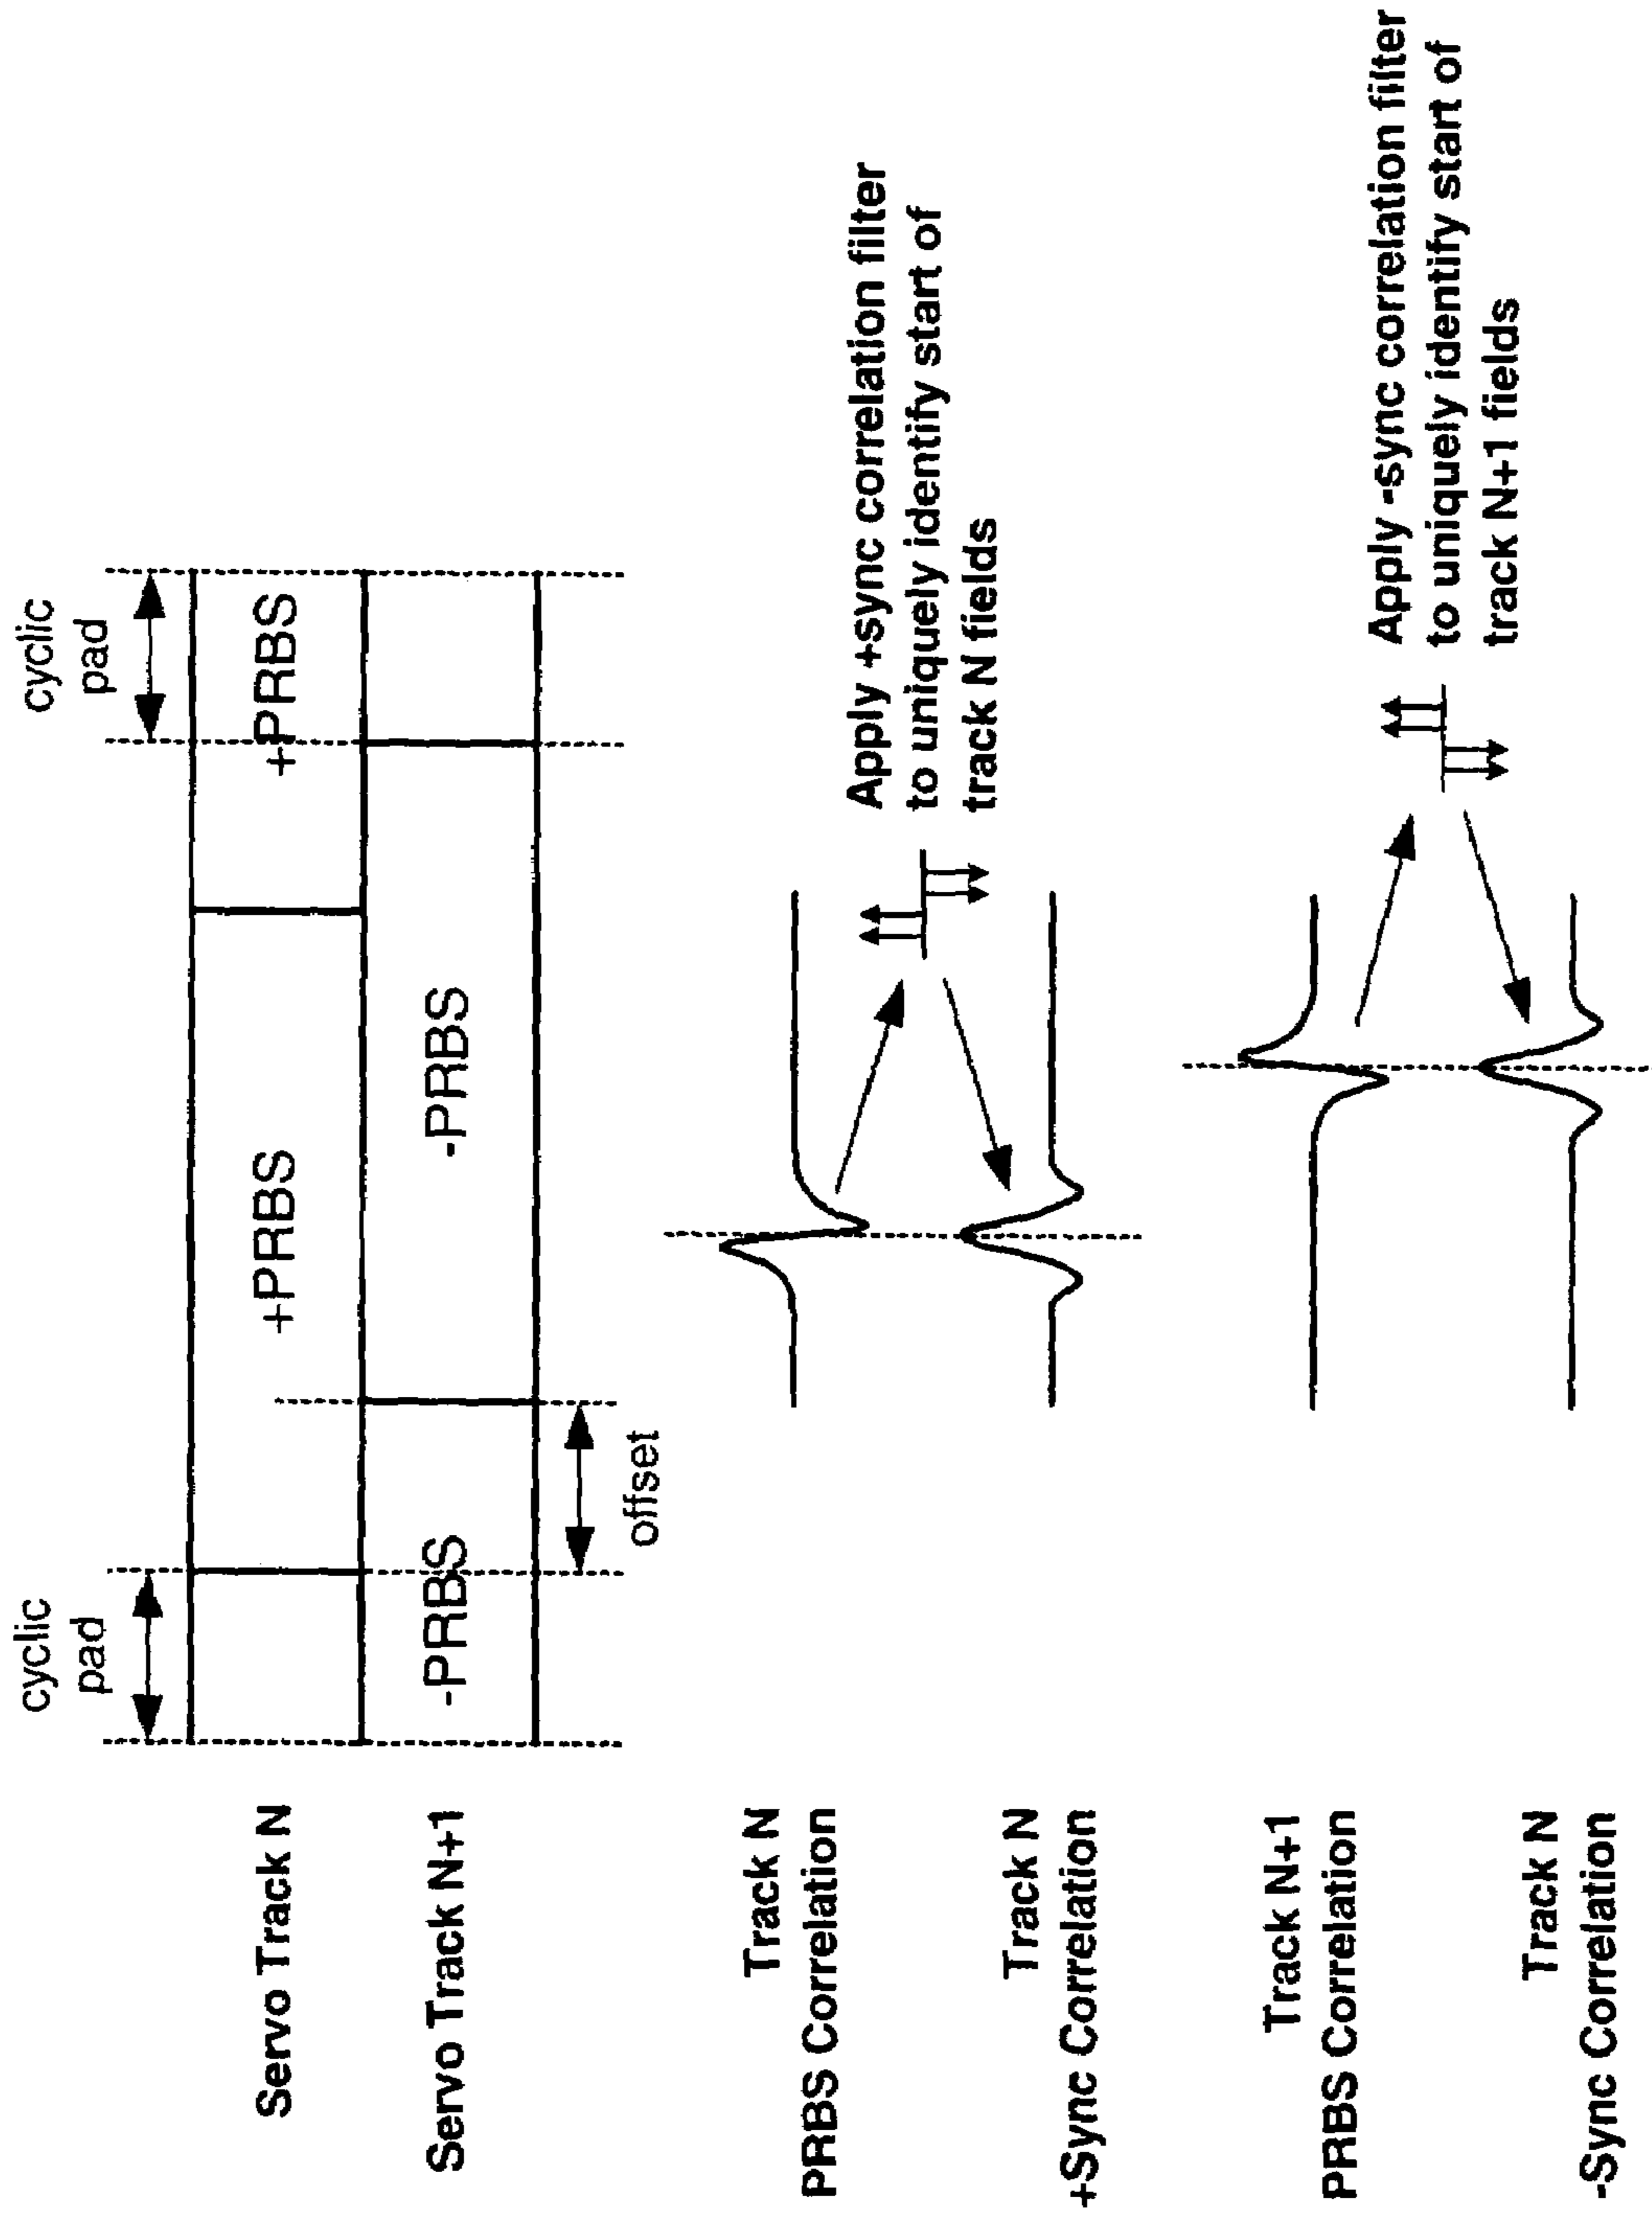 cyclic
pad
cyclic
pad
Servo Track N
+PRBS
+PRBS
Servo Track N+1
-PRBS
-PRBS
offset
Track N
PRBS Correlation
Apply +sync correlation filter
to uniquely identify start of
track N fields
Track N
+Sync Correlation
Track N+1
PRBS Correlation
Apply -sync correlation filter
to uniquely identify start of
track N+1 fields
Track N
-Sync Correlation